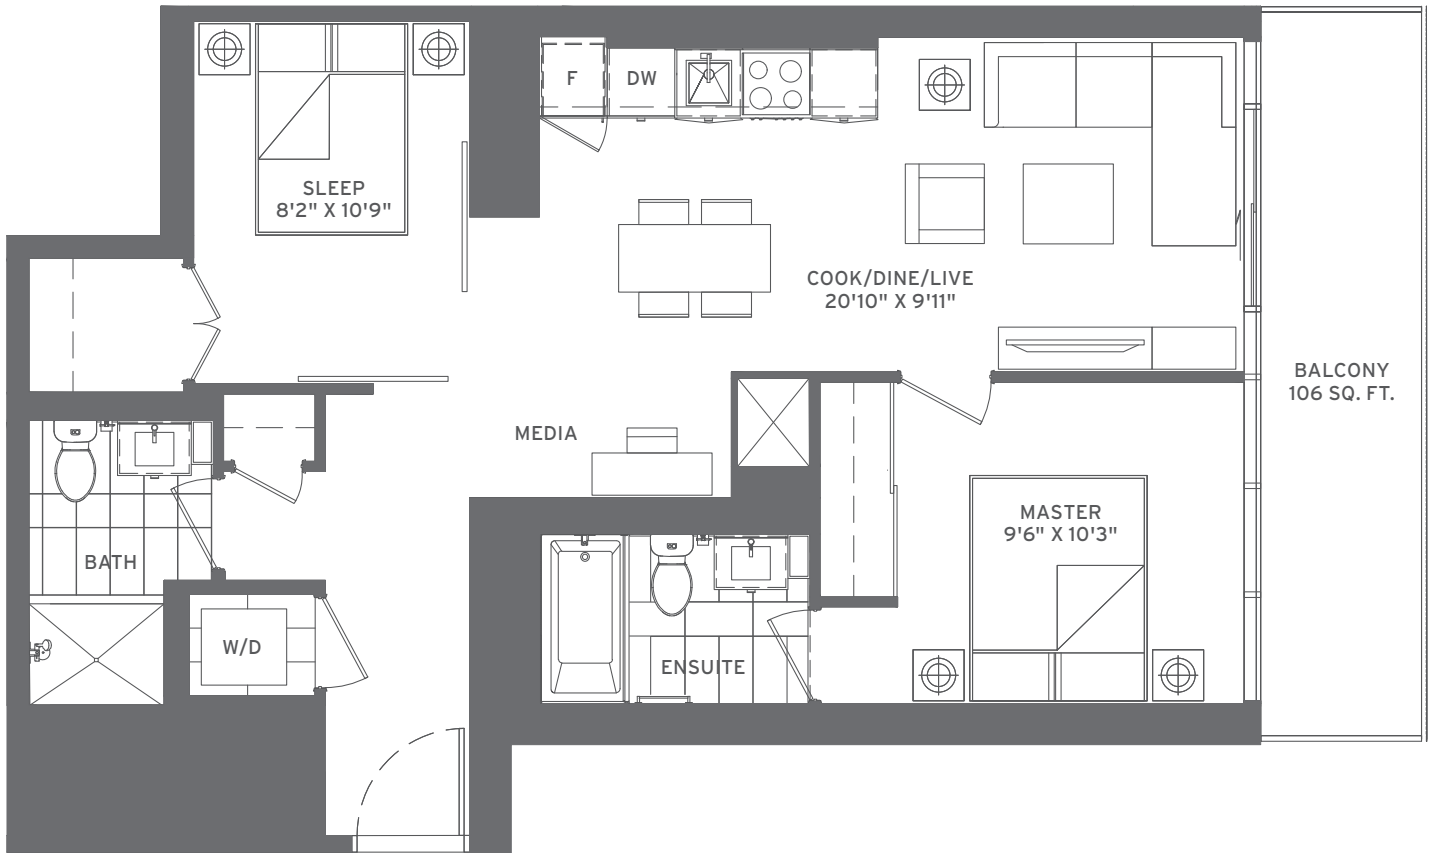 F
DW
SLEEP
8'2" X 10'9"
COOK/DINE/LIVE
20'10" X 9'11"
BALCONY
106 SQ. FT.
MEDIA
MASTER
9'6" X 10'3"
BATH
W/D
ENSUITE